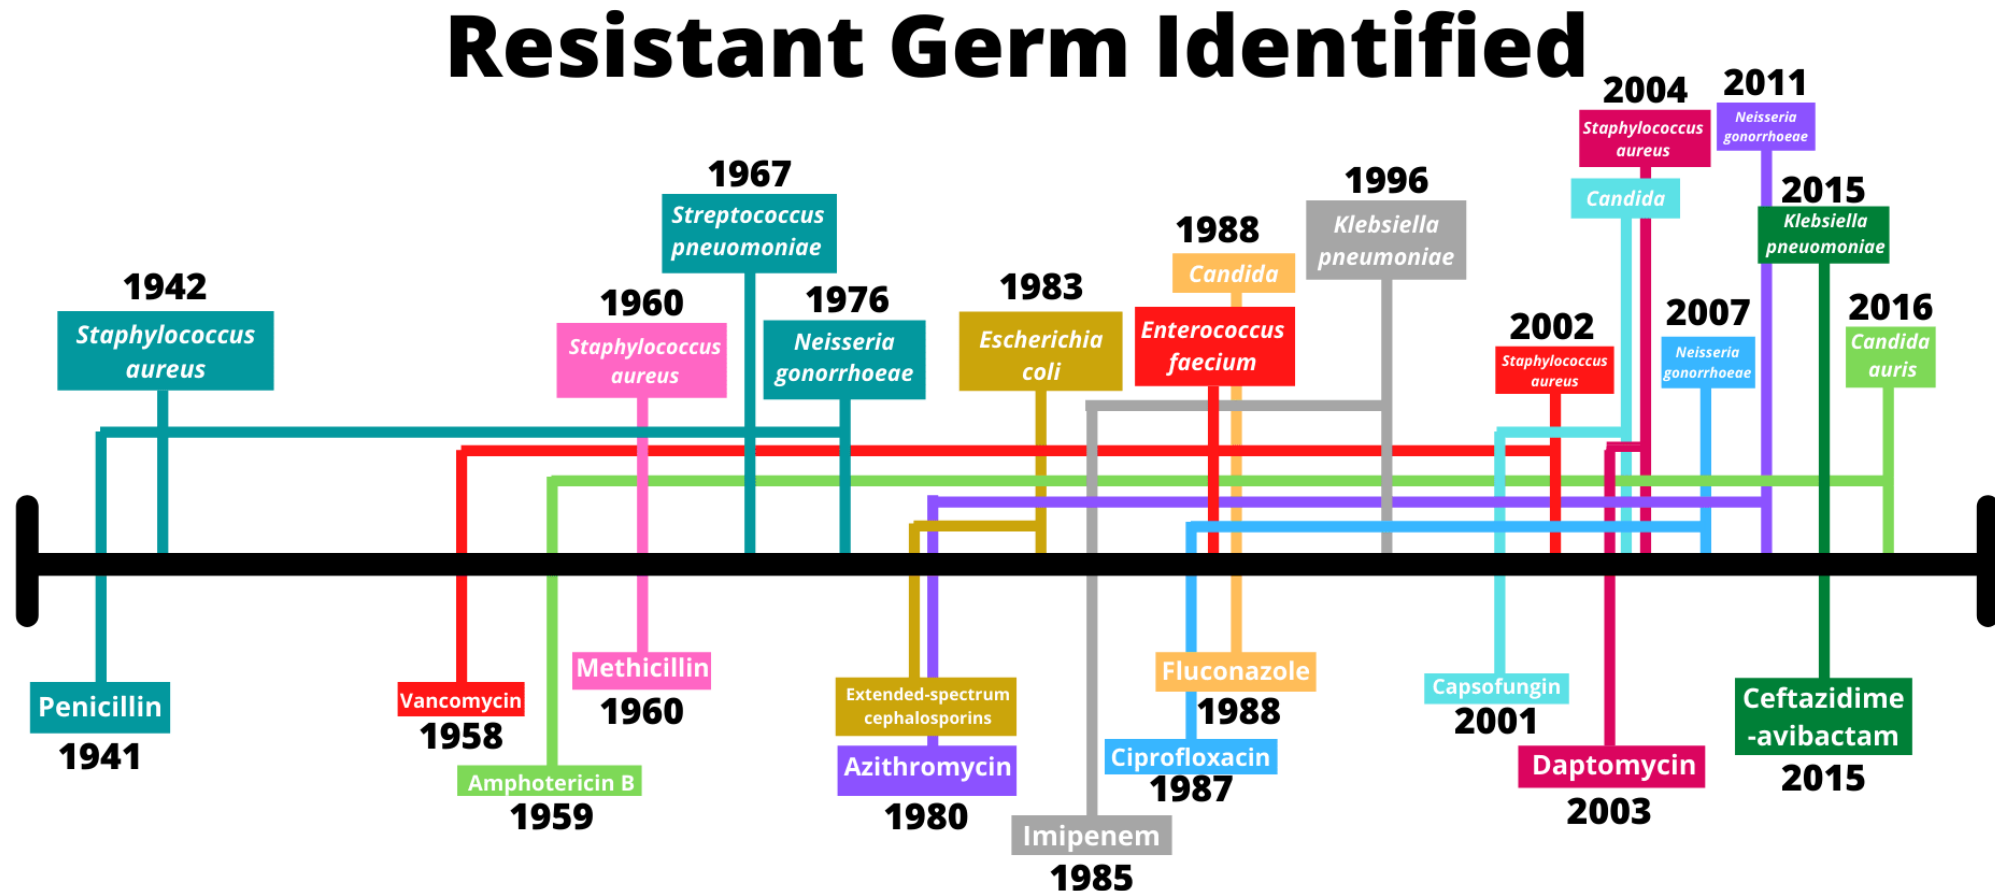 Resistant Germ Identified
1942
Staphylococcus
aureus
1960
Staphylococcus
aureus
1967
Streptococcus
pneuomoniae
1976
Neisseria
gonorrhoeae
1983
Escherichia
coli
1988
Candida
Enterococcus
faecium
1996
Klebsiella
pneumoniae
2002
Staphylococcus
aureus
2004
Staphylococcus
aureus
Candida
2007
Neisseria
gonorrhoeae
2011
Neisseria
gonorrhoeae
2015
Klebsiella
pneuomoniae
2016
Candida
auris
Penicillin
1941
Vancomycin
1958
Amphotericin B
1959
Methicillin
1960
Extended-spectrum
cephalosporins
Azithromycin
1980
Imipenem
1985
Ciprofloxacin
1987
Fluconazole
1988
Capsofungin
2001
Daptomycin
2003
Ceftazidime
-avibactam
2015